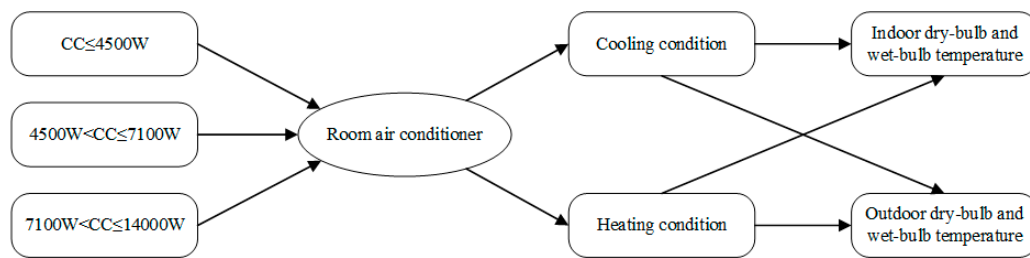 CC≤4500W
4500W<CC≤7100W
7100W<CC≤14000W
Room air conditioner
Cooling condition
Heating condition
Indoor dry-bulb and
wet-bulb temperature
Outdoor dry-bulb and
wet-bulb temperature